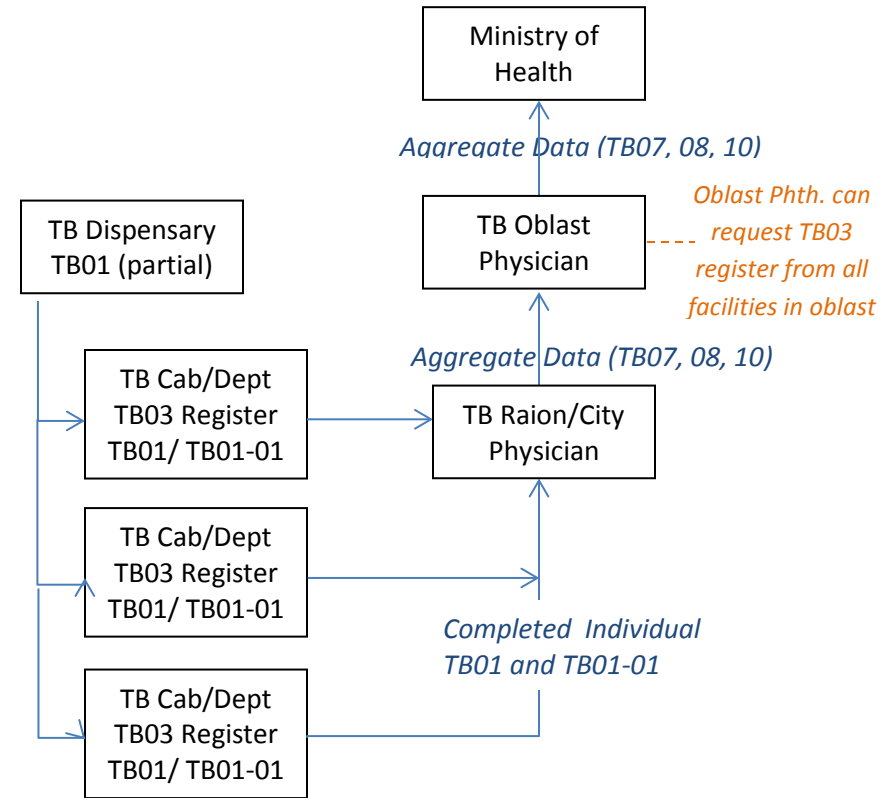 Ministry of
Health
Aggregate Data (TB07, 08, 10)
TB Oblast
Physician
Oblast Phth. can
request TB03
register from all
facilities in oblast
TB Dispensary
TB01 (partial)
Aggregate Data (TB07, 08, 10)
TB Cab/Dept
TB03 Register
TB01/ TB01-01
TB Raion/City
Physician
TB Cab/Dept
TB03 Register
TB01/ TB01-01
Completed Individual
TB01 and TB01-01
TB Cab/Dept
TB03 Register
TB01/ TB01-01